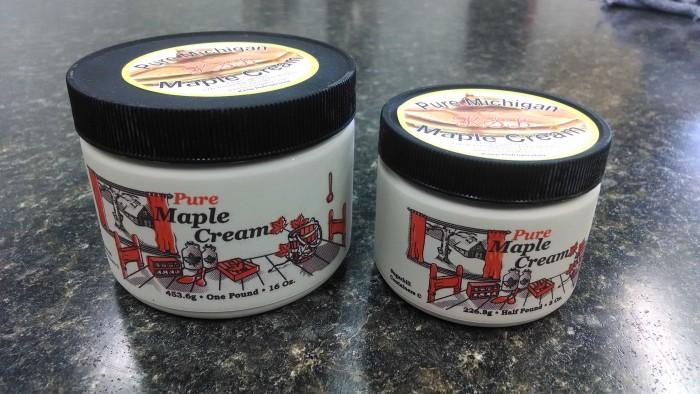 Pure Michigan
Maple Cream
Pure
Maple
Cream
453.6g • One Pound • 16 Oz.
Pure Michigan
Maple Cream
Pure
Maple
Cream
226.8g • Half Pound • 8 Oz.